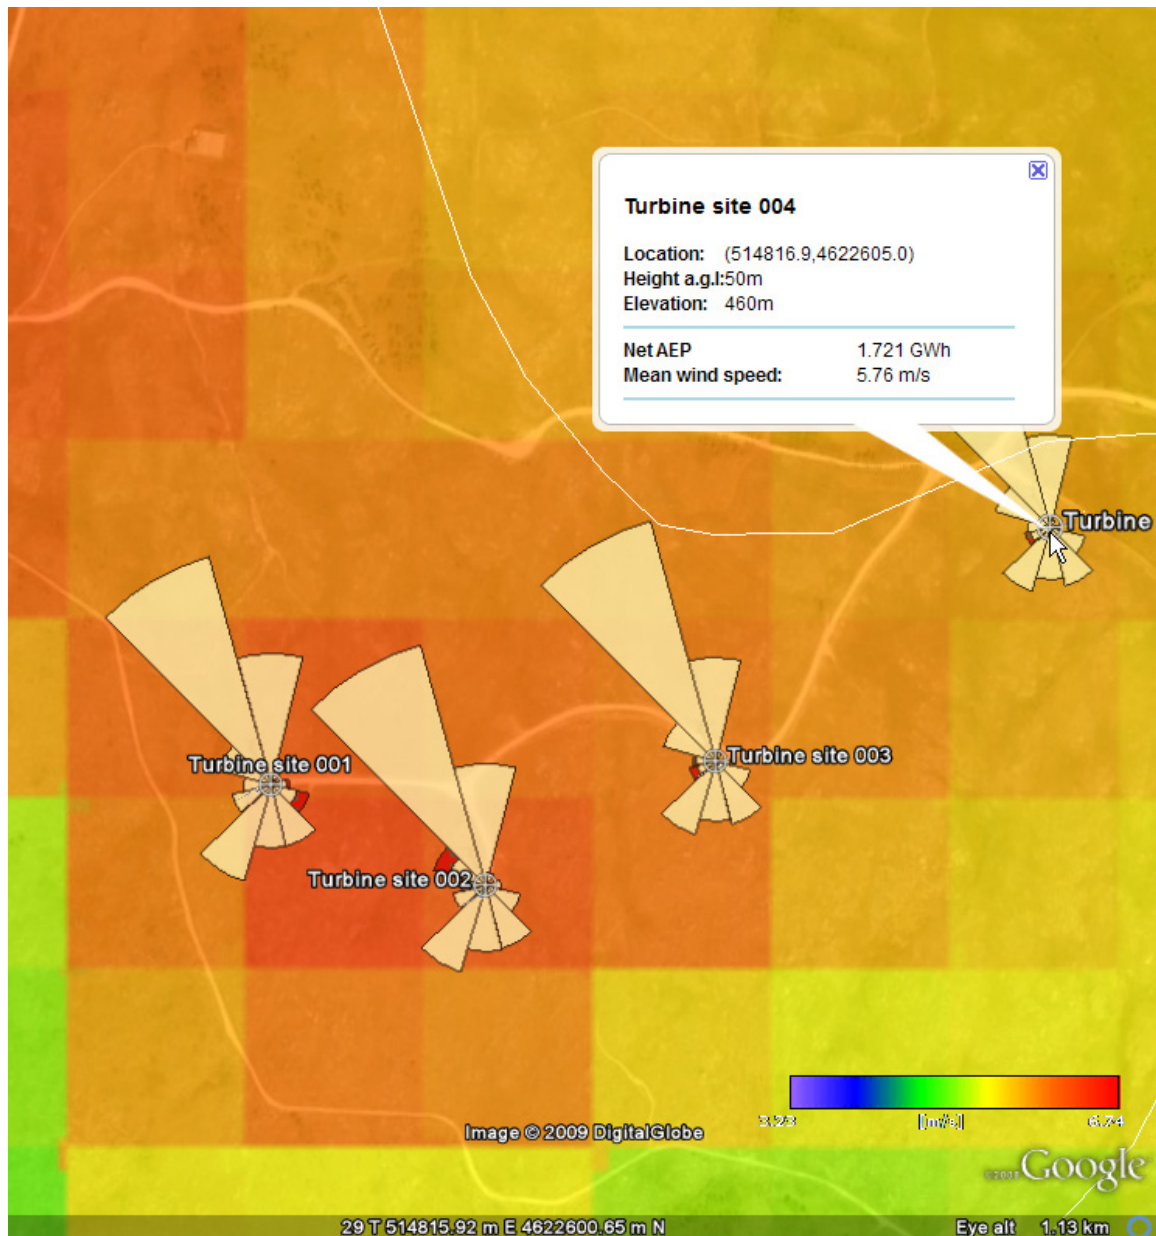 Turbine site 004
Location: (514816.9,4622605.0)
Height a.g.l:50m
Elevation: 460m
Net AEP 1.721 GWh
Mean wind speed: 5.76 m/s
Turbine
Turbine site 001
Turbine site 003
Turbine site 002
3.23 [m/s] 6.74
Image © 2009 DigitalGlobe
Google
29 T 514815.92 m E 4622600.65 m N Eye alt 1.13 km